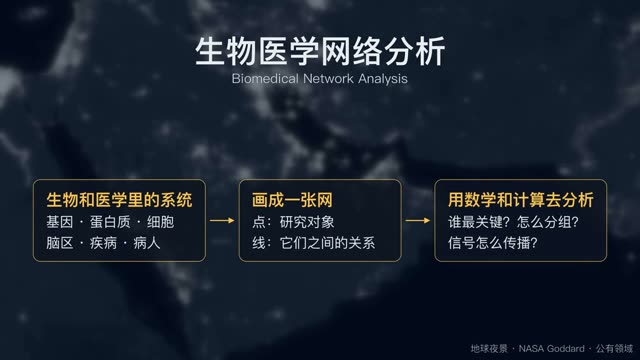 生物医学网络分析
Biomedical Network Analysis
生物和医学里的系统
基因 · 蛋白质 · 细胞
脑区 · 疾病 · 病人
画成一张网
点：研究对象
线：它们之间的关系
用数学和计算去分析
谁最关键？怎么分组？
信号怎么传播？
地球夜景 · NASA Goddard · 公有领域